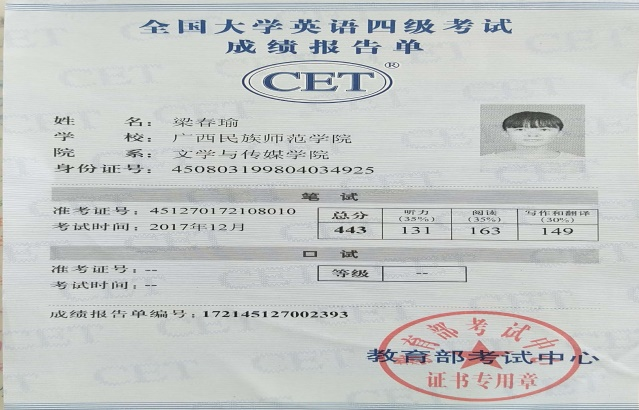 全国大学英语四级考试
成绩报告单
CET®
姓 名：梁春瑜
学 校：广西民族师范学院
院 系：文学与传媒学院
身份证号：450803199804034925
笔 试
准考证号：451270172108010
考试时间：2017年12月
总分 听力(35%) 阅读(35%) 写作和翻译(30%)
443 131 163 149
口 试
准考证号：--
考试时间：--
等级 --
成绩报告单编号：172145127002393
教育部考试中心
教育部考试中心
证书专用章